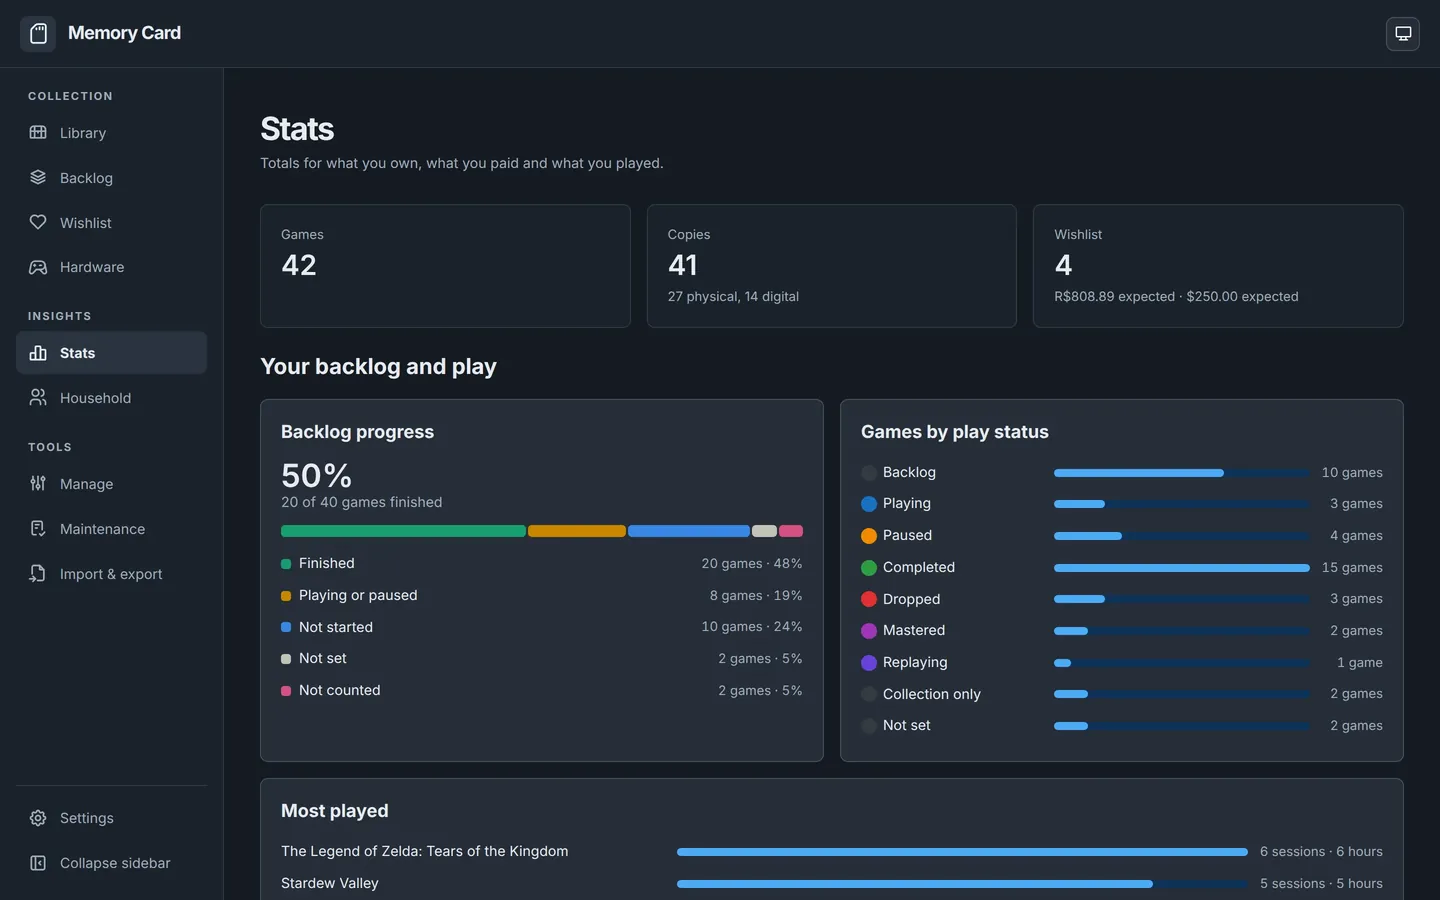 Memory Card
COLLECTION
Library
Backlog
Wishlist
Hardware
INSIGHTS
Stats
Household
TOOLS
Manage
Maintenance
Import & export
Settings
Collapse sidebar
Stats
Totals for what you own, what you paid and what you played.
Games
42
Copies
41
27 physical, 14 digital
Wishlist
4
R$808.89 expected · $250.00 expected
Your backlog and play
Backlog progress
50%
20 of 40 games finished
Finished 20 games · 48%
Playing or paused 8 games · 19%
Not started 10 games · 24%
Not set 2 games · 5%
Not counted 2 games · 5%
Games by play status
Backlog 10 games
Playing 3 games
Paused 4 games
Completed 15 games
Dropped 3 games
Mastered 2 games
Replaying 1 game
Collection only 2 games
Not set 2 games
Most played
The Legend of Zelda: Tears of the Kingdom 6 sessions · 6 hours
Stardew Valley 5 sessions · 5 hours